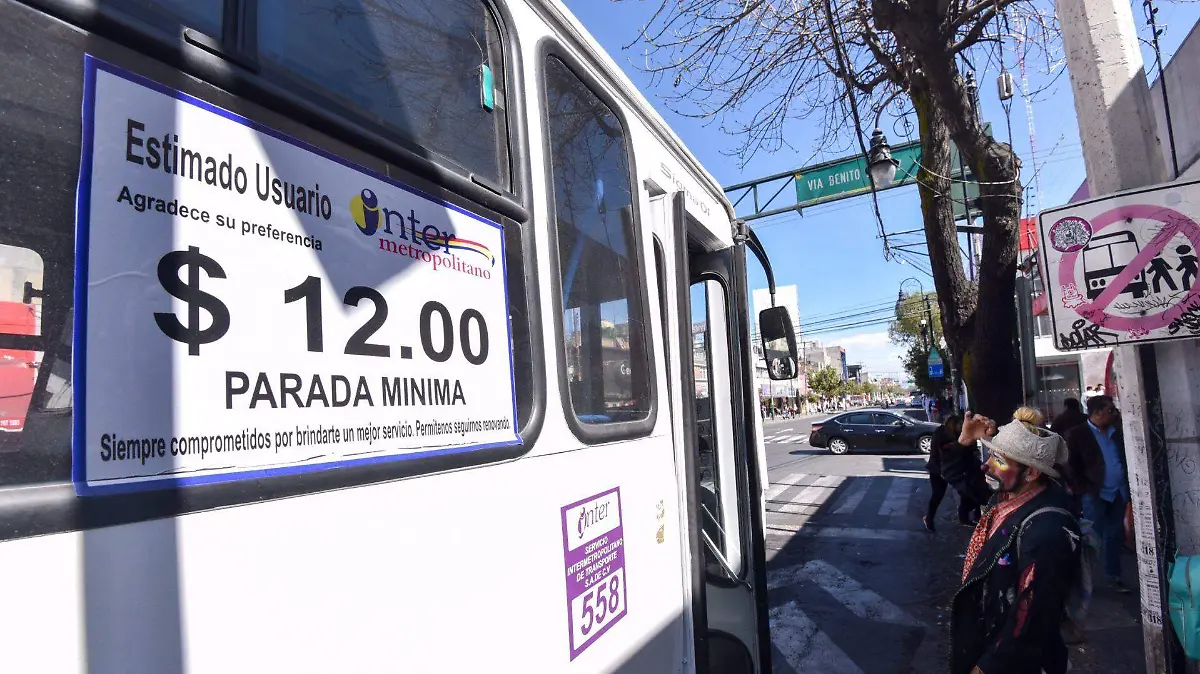 Estimado Usuario
Agradece su preferencia
inter
metropolitano
$ 12.00
PARADA MINIMA
Siempre comprometidos por brindarte un mejor servicio. Permítenos seguirnos renovando.
inter
SERVICIO
INTERMETROPOLITANO
DE TRANSPORTE
S.A. DE C.V
558
VIA BENITO